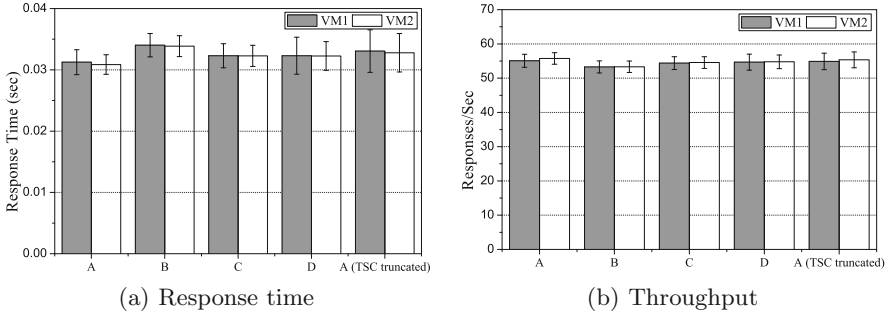 VM1 VM2
0.04
0.03
0.02
0.01
0.00
Response Time (sec)
A B C D A (TSC truncated)
(a) Response time
VM1 VM2
70
60
50
40
30
20
10
0
Responses/Sec
A B C D A (TSC truncated)
(b) Throughput